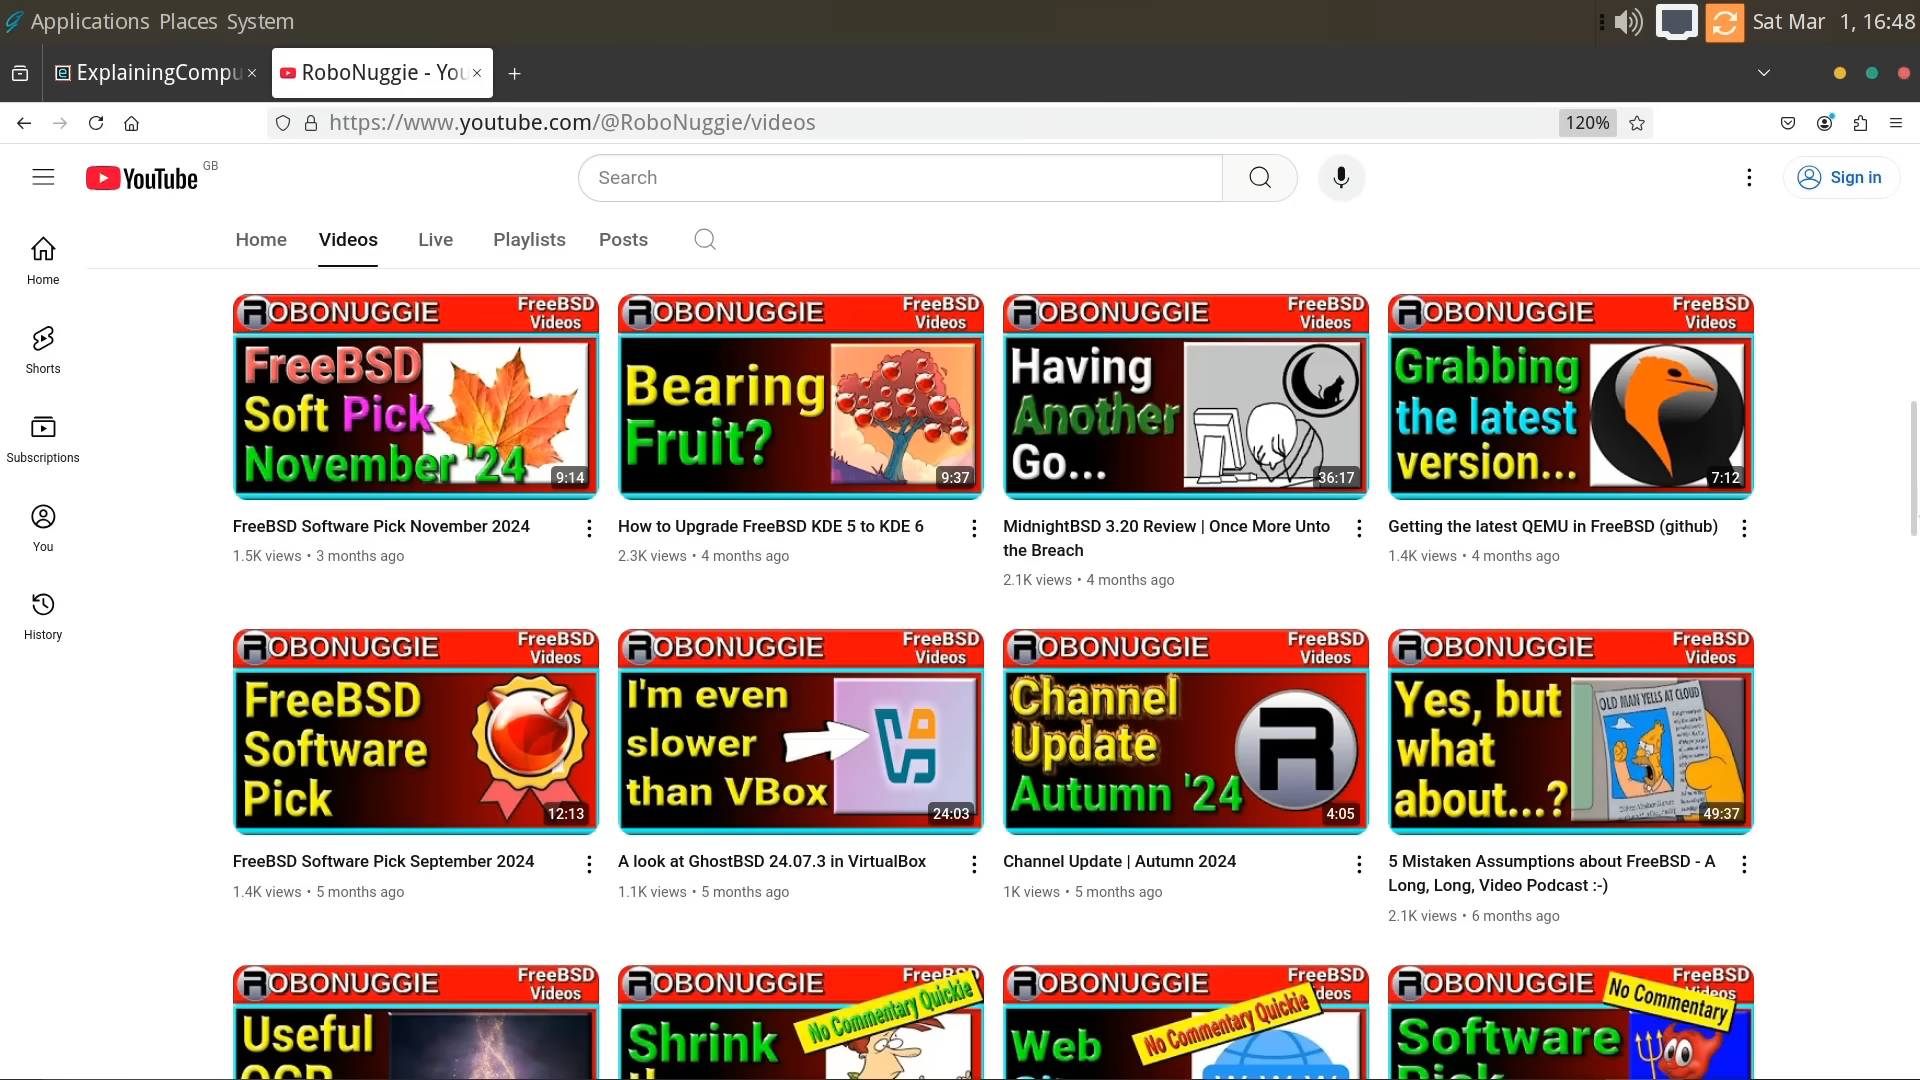 Applications Places System
Sat Mar 1, 16:48
ExplainingCompu
RoboNuggie - You
https://www.youtube.com/@RoboNuggie/videos
120%
YouTube GB
Search
Sign in
Home Videos Live Playlists Posts
Home
Shorts
Subscriptions
You
History
ROBONUGGIE FreeBSD Videos
FreeBSD
Soft Pick
November '24
9:14
FreeBSD Software Pick November 2024
1.5K views • 3 months ago
ROBONUGGIE FreeBSD Videos
Bearing
Fruit?
9:37
How to Upgrade FreeBSD KDE 5 to KDE 6
2.3K views • 4 months ago
ROBONUGGIE FreeBSD Videos
Having
Another
Go...
36:17
MidnightBSD 3.20 Review | Once More Unto
the Breach
2.1K views • 4 months ago
ROBONUGGIE FreeBSD Videos
Grabbing
the latest
version...
7:12
Getting the latest QEMU in FreeBSD (github)
1.4K views • 4 months ago
ROBONUGGIE FreeBSD Videos
FreeBSD
Software
Pick
12:13
FreeBSD Software Pick September 2024
1.4K views • 5 months ago
ROBONUGGIE FreeBSD Videos
I'm even
slower
than VBox
24:03
A look at GhostBSD 24.07.3 in VirtualBox
1.1K views • 5 months ago
ROBONUGGIE FreeBSD Videos
Channel
Update
Autumn '24
4:05
Channel Update | Autumn 2024
1K views • 5 months ago
ROBONUGGIE FreeBSD Videos
Yes, but
what
about...?
OLD MAN YELLS AT CLOUD
49:37
5 Mistaken Assumptions about FreeBSD - A
Long, Long, Video Podcast :-)
2.1K views • 6 months ago
ROBONUGGIE FreeBSD Videos
Useful
OCR
ROBONUGGIE FreeBSD
No Commentary Quickie
Shrink
ROBONUGGIE FreeBSD
No Commentary Quickie
Web
WWW
ROBONUGGIE FreeBSD Videos
No Commentary
Software
Pick